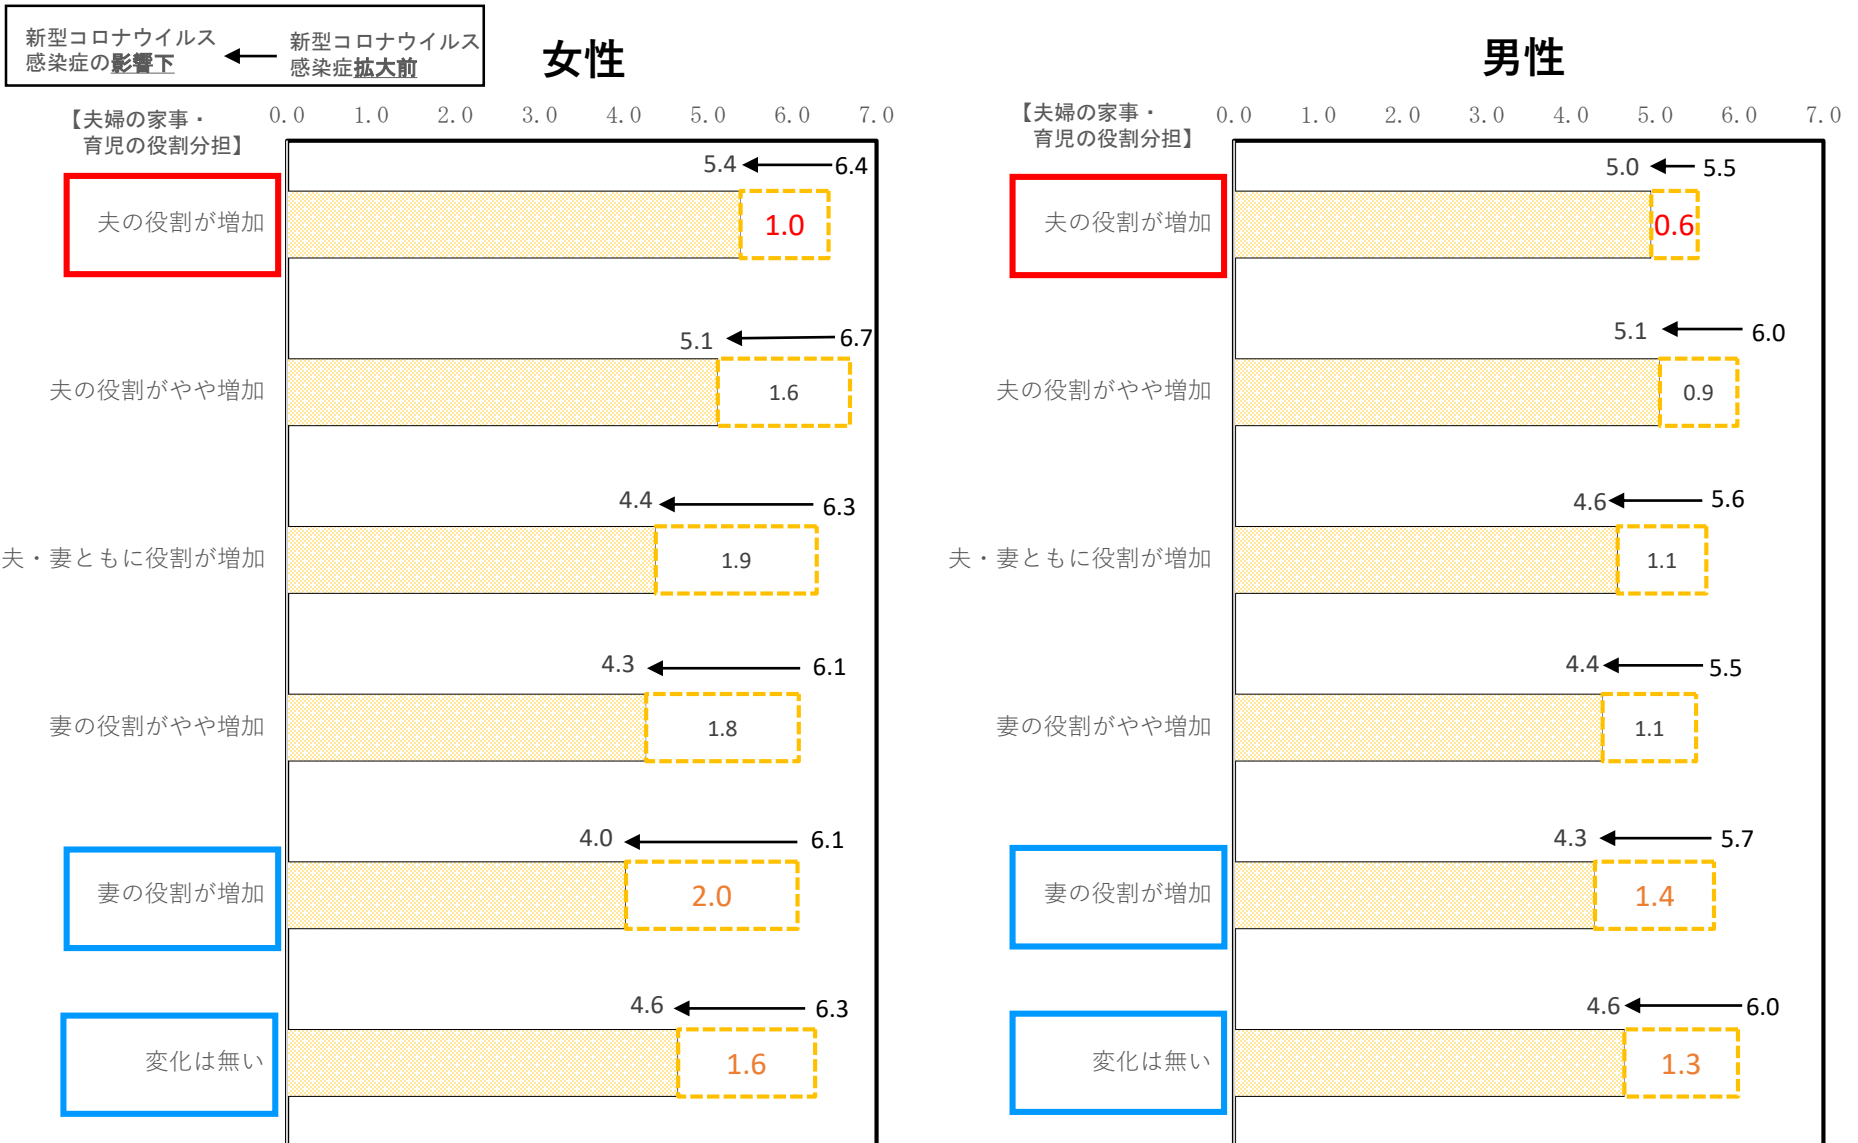 新型コロナウイルス
感染症の影響下
新型コロナウイルス
感染症拡大前
女性
【夫婦の家事・
育児の役割分担】
0.0 1.0 2.0 3.0 4.0 5.0 6.0 7.0
5.4 6.4
夫の役割が増加
1.0
5.1 6.7
夫の役割がやや増加
1.6
4.4 6.3
夫・妻ともに役割が増加
1.9
4.3 6.1
妻の役割がやや増加
1.8
4.0 6.1
妻の役割が増加
2.0
4.6 6.3
変化は無い
1.6
男性
【夫婦の家事・
育児の役割分担】
0.0 1.0 2.0 3.0 4.0 5.0 6.0 7.0
5.0 5.5
夫の役割が増加
0.6
5.1 6.0
夫の役割がやや増加
0.9
4.6 5.6
夫・妻ともに役割が増加
1.1
4.4 5.5
妻の役割がやや増加
1.1
4.3 5.7
妻の役割が増加
1.4
4.6 6.0
変化は無い
1.3